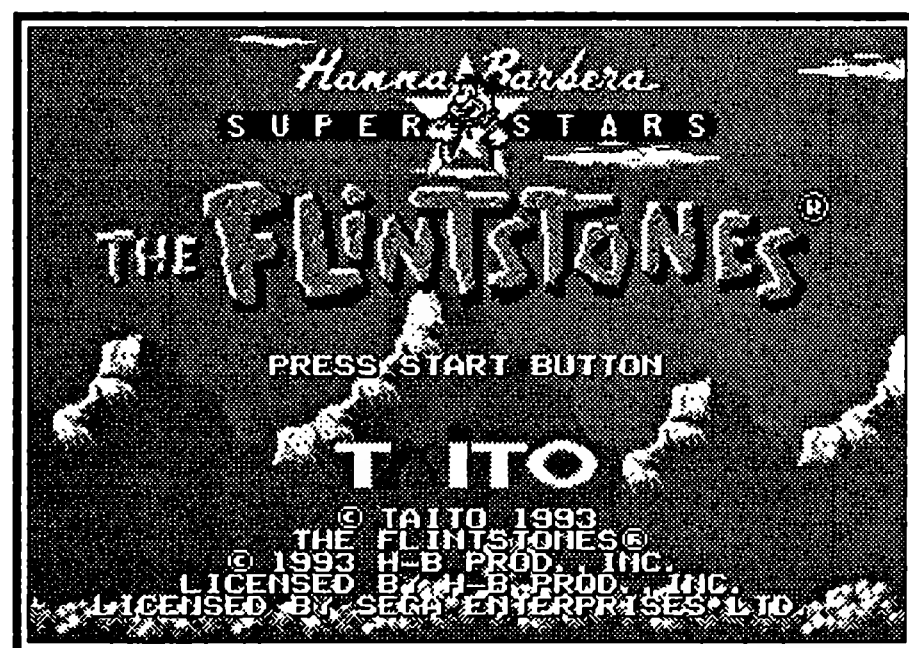 Hanna Barbera
SUPER STARS
THE FLINTSTONES®
PRESS START BUTTON
T ITO
© TAITO 1993
THE FLINTSTONES®
© 1993 H-B PROD., INC.
LICENSED BY H-B PROD., INC.
LICENSED BY SEGA ENTERPRISES LTD.